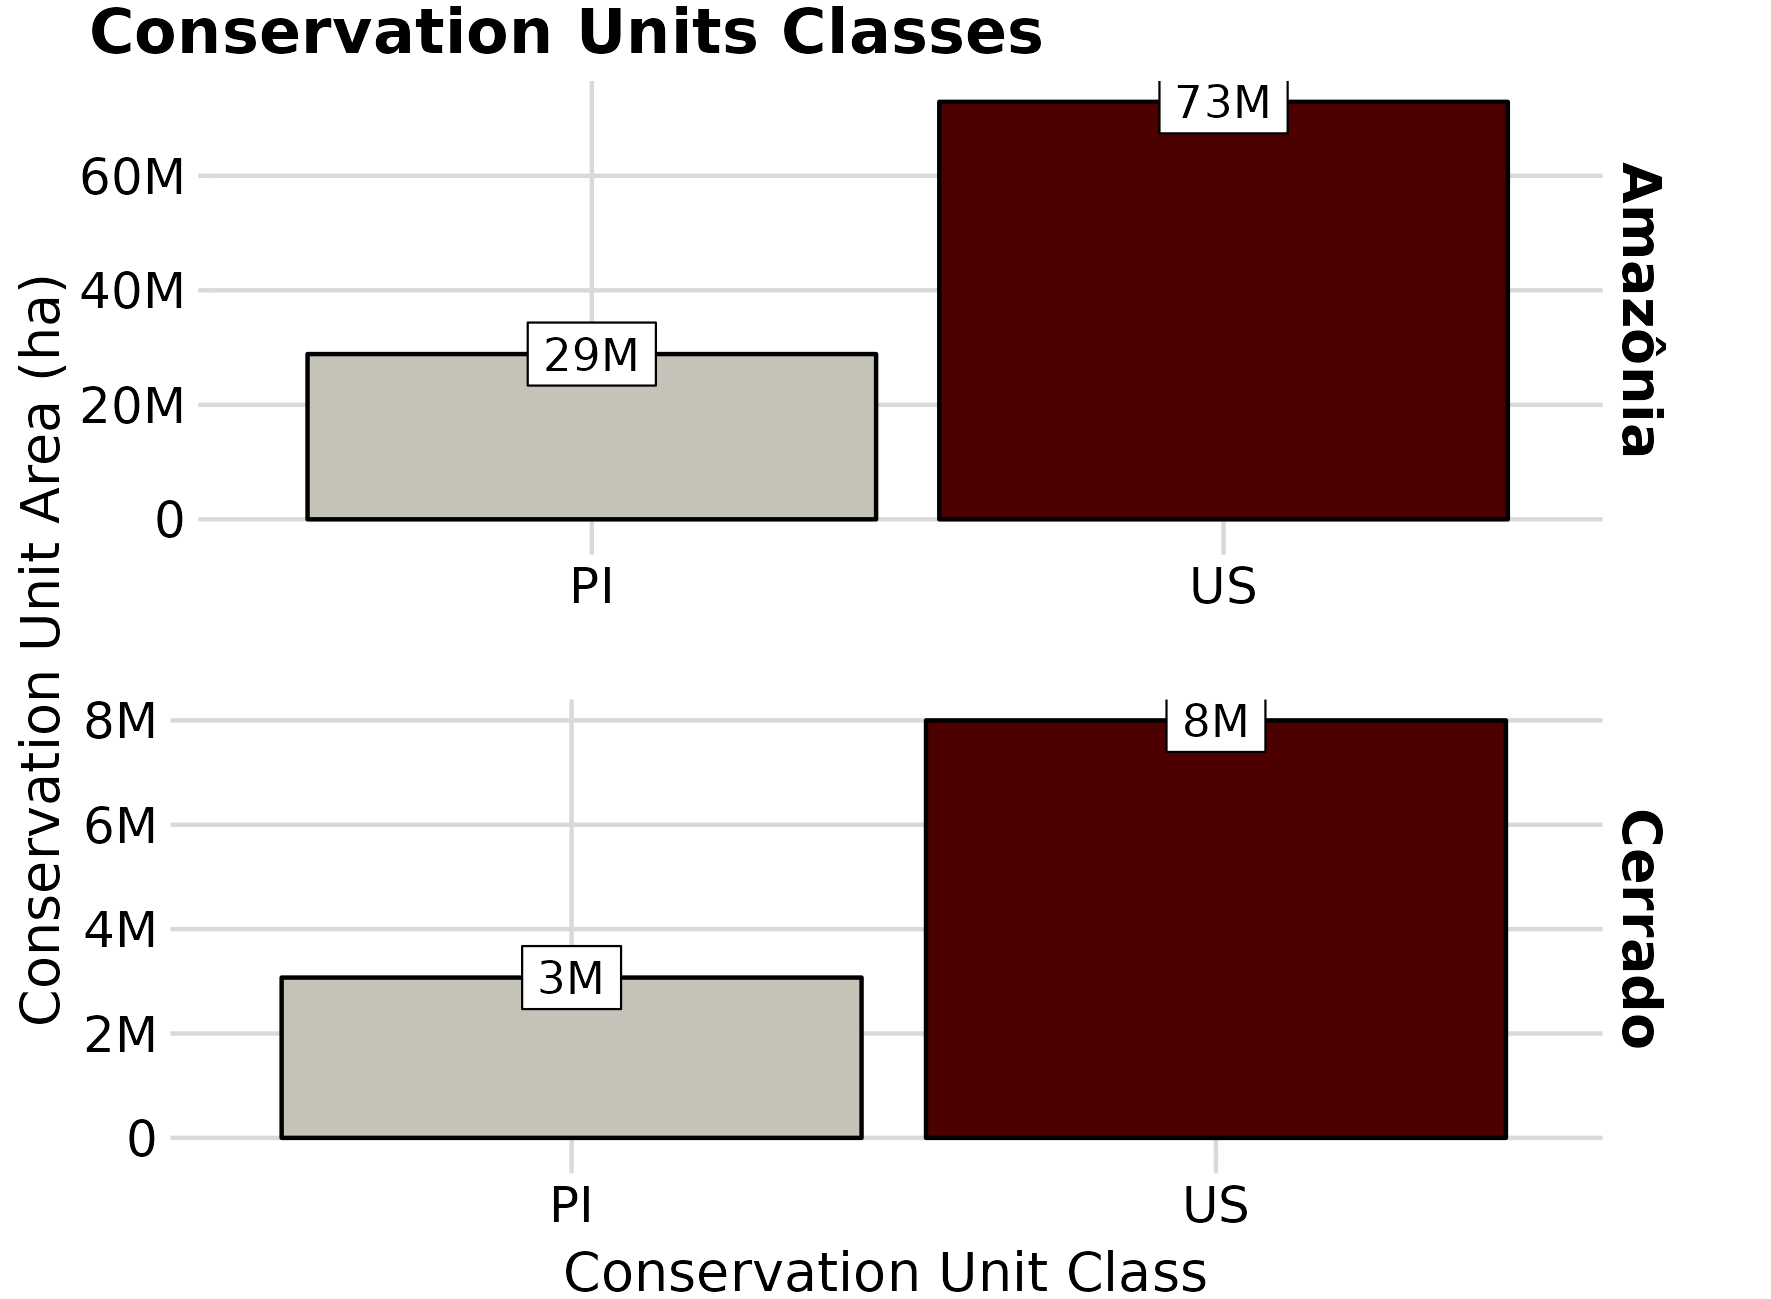 Conservation Units Classes
Conservation Unit Area (ha)
73M
60M
40M
29M
20M
0
PI
US
Amazônia
8M
8M
6M
4M
3M
2M
0
PI
US
Cerrado
Conservation Unit Class